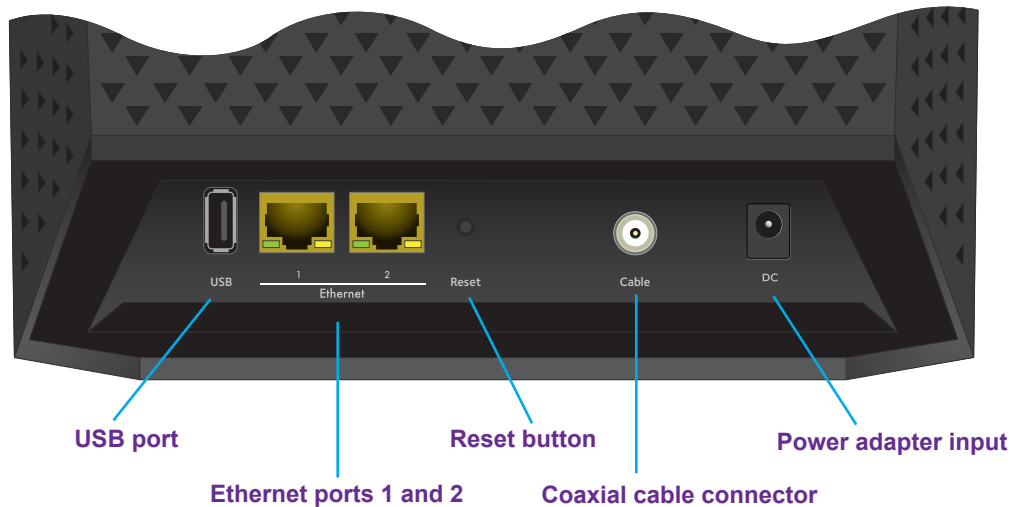 USB
1
2
Ethernet
Reset
Cable
DC
USB port
Reset button
Power adapter input
Ethernet ports 1 and 2
Coaxial cable connector